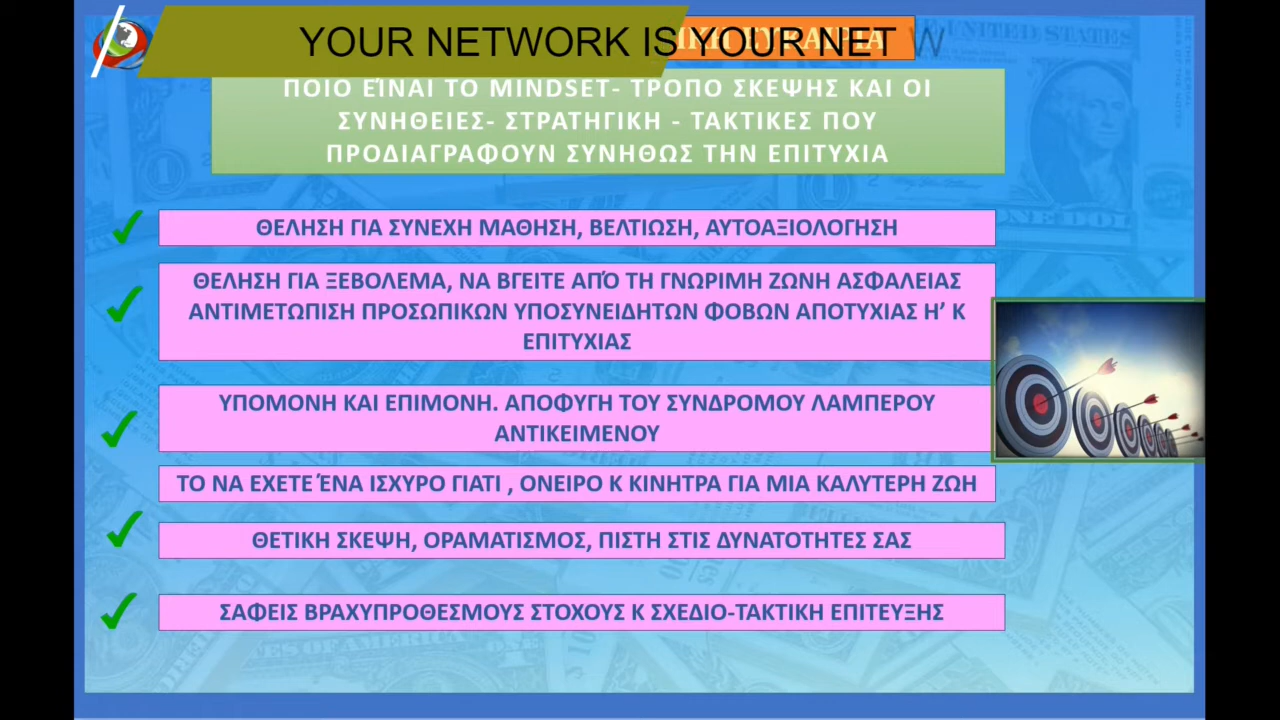 YOUR NETWORK IS YOUR NET W
ΠΟΙΟ ΕΊΝΑΙ ΤΟ MINDSET- ΤΡΟΠΟ ΣΚΕΨΗΣ ΚΑΙ ΟΙ
ΣΥΝΗΘΕΙΕΣ- ΣΤΡΑΤΗΓΙΚΗ - ΤΑΚΤΙΚΕΣ ΠΟΥ
ΠΡΟΔΙΑΓΡΑΦΟΥΝ ΣΥΝΗΘΩΣ ΤΗΝ ΕΠΙΤΥΧΙΑ
ΘΕΛΗΣΗ ΓΙΑ ΣΥΝΕΧΗ ΜΑΘΗΣΗ, ΒΕΛΤΙΩΣΗ, ΑΥΤΟΑΞΙΟΛΟΓΗΣΗ
ΘΕΛΗΣΗ ΓΙΑ ΞΕΒΟΛΕΜΑ, ΝΑ ΒΓΕΙΤΕ ΑΠΌ ΤΗ ΓΝΩΡΙΜΗ ΖΩΝΗ ΑΣΦΑΛΕΙΑΣ
ΑΝΤΙΜΕΤΩΠΙΣΗ ΠΡΟΣΩΠΙΚΩΝ ΥΠΟΣΥΝΕΙΔΗΤΩΝ ΦΟΒΩΝ ΑΠΟΤΥΧΙΑΣ Η’ Κ
ΕΠΙΤΥΧΙΑΣ
ΥΠΟΜΟΝΗ ΚΑΙ ΕΠΙΜΟΝΗ. ΑΠΟΦΥΓΗ ΤΟΥ ΣΥΝΔΡΟΜΟΥ ΛΑΜΠΕΡΟΥ
ΑΝΤΙΚΕΙΜΕΝΟΥ
ΤΟ ΝΑ ΕΧΕΤΕ ΈΝΑ ΙΣΧΥΡΟ ΓΙΑΤΙ , ΟΝΕΙΡΟ Κ ΚΙΝΗΤΡΑ ΓΙΑ ΜΙΑ ΚΑΛΥΤΕΡΗ ΖΩΗ
ΘΕΤΙΚΗ ΣΚΕΨΗ, ΟΡΑΜΑΤΙΣΜΟΣ, ΠΙΣΤΗ ΣΤΙΣ ΔΥΝΑΤΟΤΗΤΕΣ ΣΑΣ
ΣΑΦΕΙΣ ΒΡΑΧΥΠΡΟΘΕΣΜΟΥΣ ΣΤΟΧΟΥΣ Κ ΣΧΕΔΙΟ-ΤΑΚΤΙΚΗ ΕΠΙΤΕΥΞΗΣ